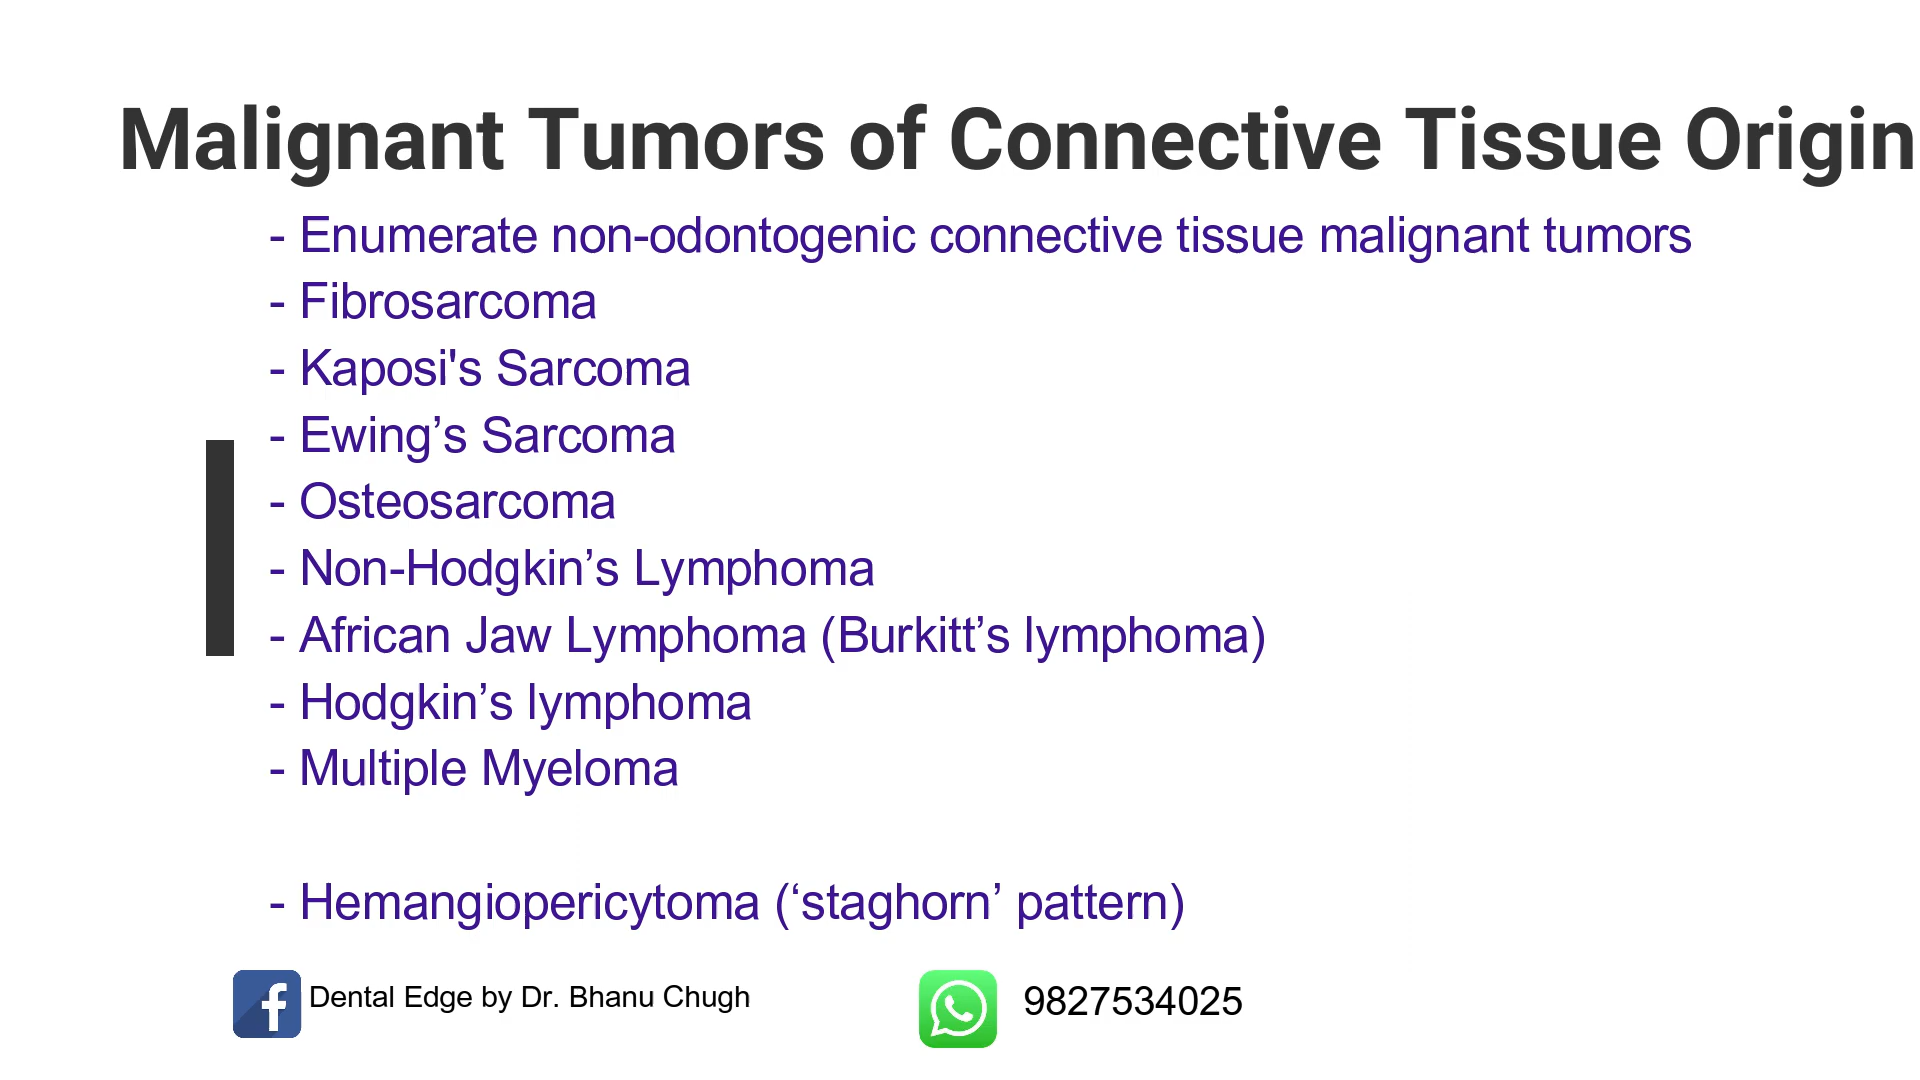 Malignant Tumors of Connective Tissue Origin
- Enumerate non-odontogenic connective tissue malignant tumors
- Fibrosarcoma
- Kaposi's Sarcoma
- Ewing’s Sarcoma
- Osteosarcoma
- Non-Hodgkin’s Lymphoma
- African Jaw Lymphoma (Burkitt’s lymphoma)
- Hodgkin’s lymphoma
- Multiple Myeloma
- Hemangiopericytoma (‘staghorn’ pattern)
Dental Edge by Dr. Bhanu Chugh
9827534025